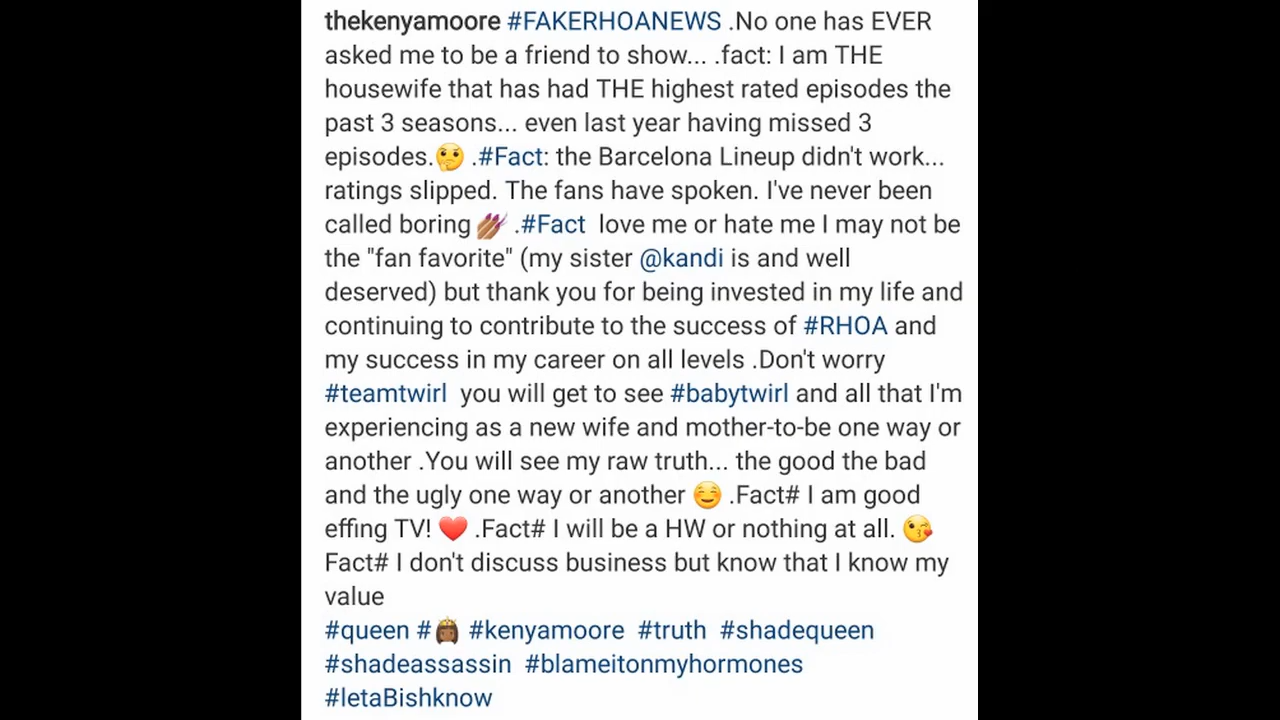 thekenyamoore #FAKERHOANEWS .No one has EVER
asked me to be a friend to show... .fact: I am THE
housewife that has had THE highest rated episodes the
past 3 seasons... even last year having missed 3
episodes.🤔 .#Fact: the Barcelona Lineup didn't work...
ratings slipped. The fans have spoken. I've never been
called boring 💅🏽 .#Fact  love me or hate me I may not be
the "fan favorite" (my sister @kandi is and well
deserved) but thank you for being invested in my life and
continuing to contribute to the success of #RHOA and
my success in my career on all levels .Don't worry
#teamtwirl  you will get to see #babytwirl and all that I'm
experiencing as a new wife and mother-to-be one way or
another .You will see my raw truth... the good the bad
and the ugly one way or another ☺️ .Fact# I am good
effing TV! ❤️ .Fact# I will be a HW or nothing at all. 😘
Fact# I don't discuss business but know that I know my
value
#queen #👸🏾 #kenyamoore  #truth  #shadequeen
#shadeassassin  #blameitonmyhormones
#letaBishknow